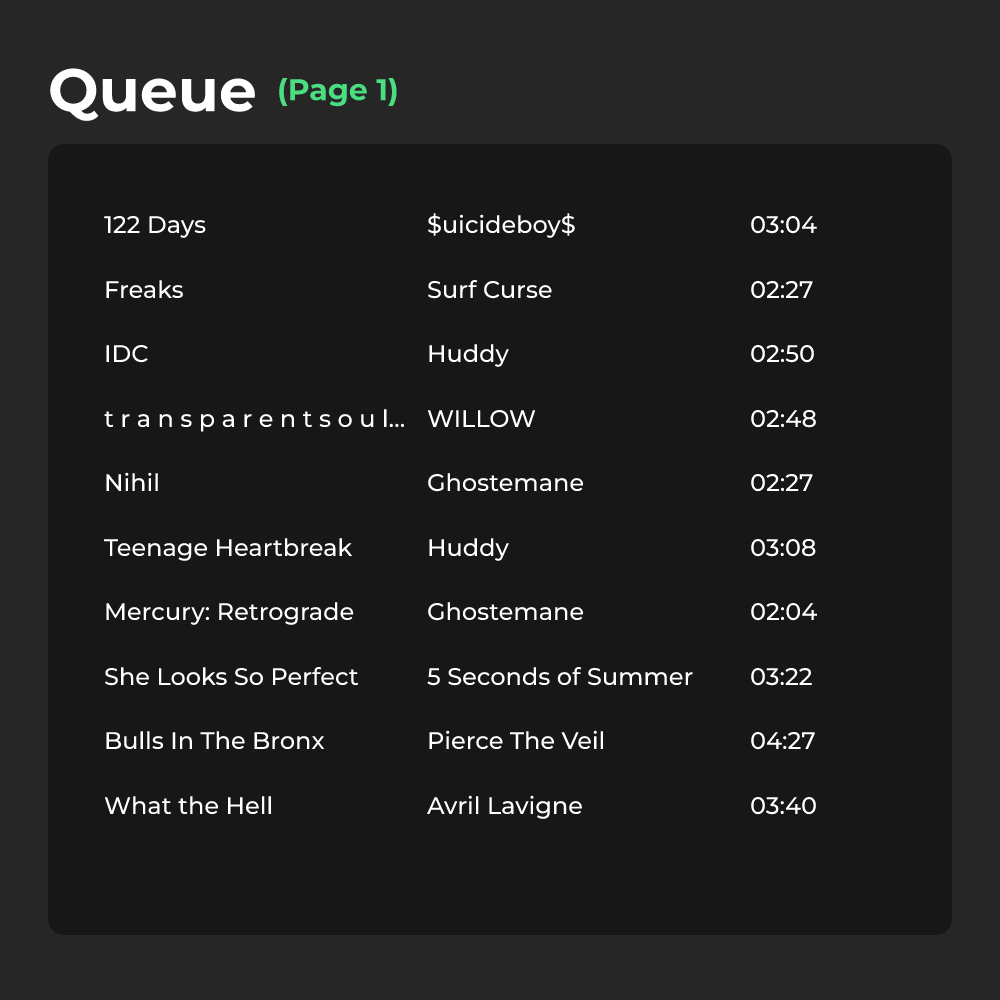 Queue (Page 1)
122 Days $uicideboy$ 03:04
Freaks Surf Curse 02:27
IDC Huddy 02:50
t r a n s p a r e n t s o u l... WILLOW 02:48
Nihil Ghostemane 02:27
Teenage Heartbreak Huddy 03:08
Mercury: Retrograde Ghostemane 02:04
She Looks So Perfect 5 Seconds of Summer 03:22
Bulls In The Bronx Pierce The Veil 04:27
What the Hell Avril Lavigne 03:40